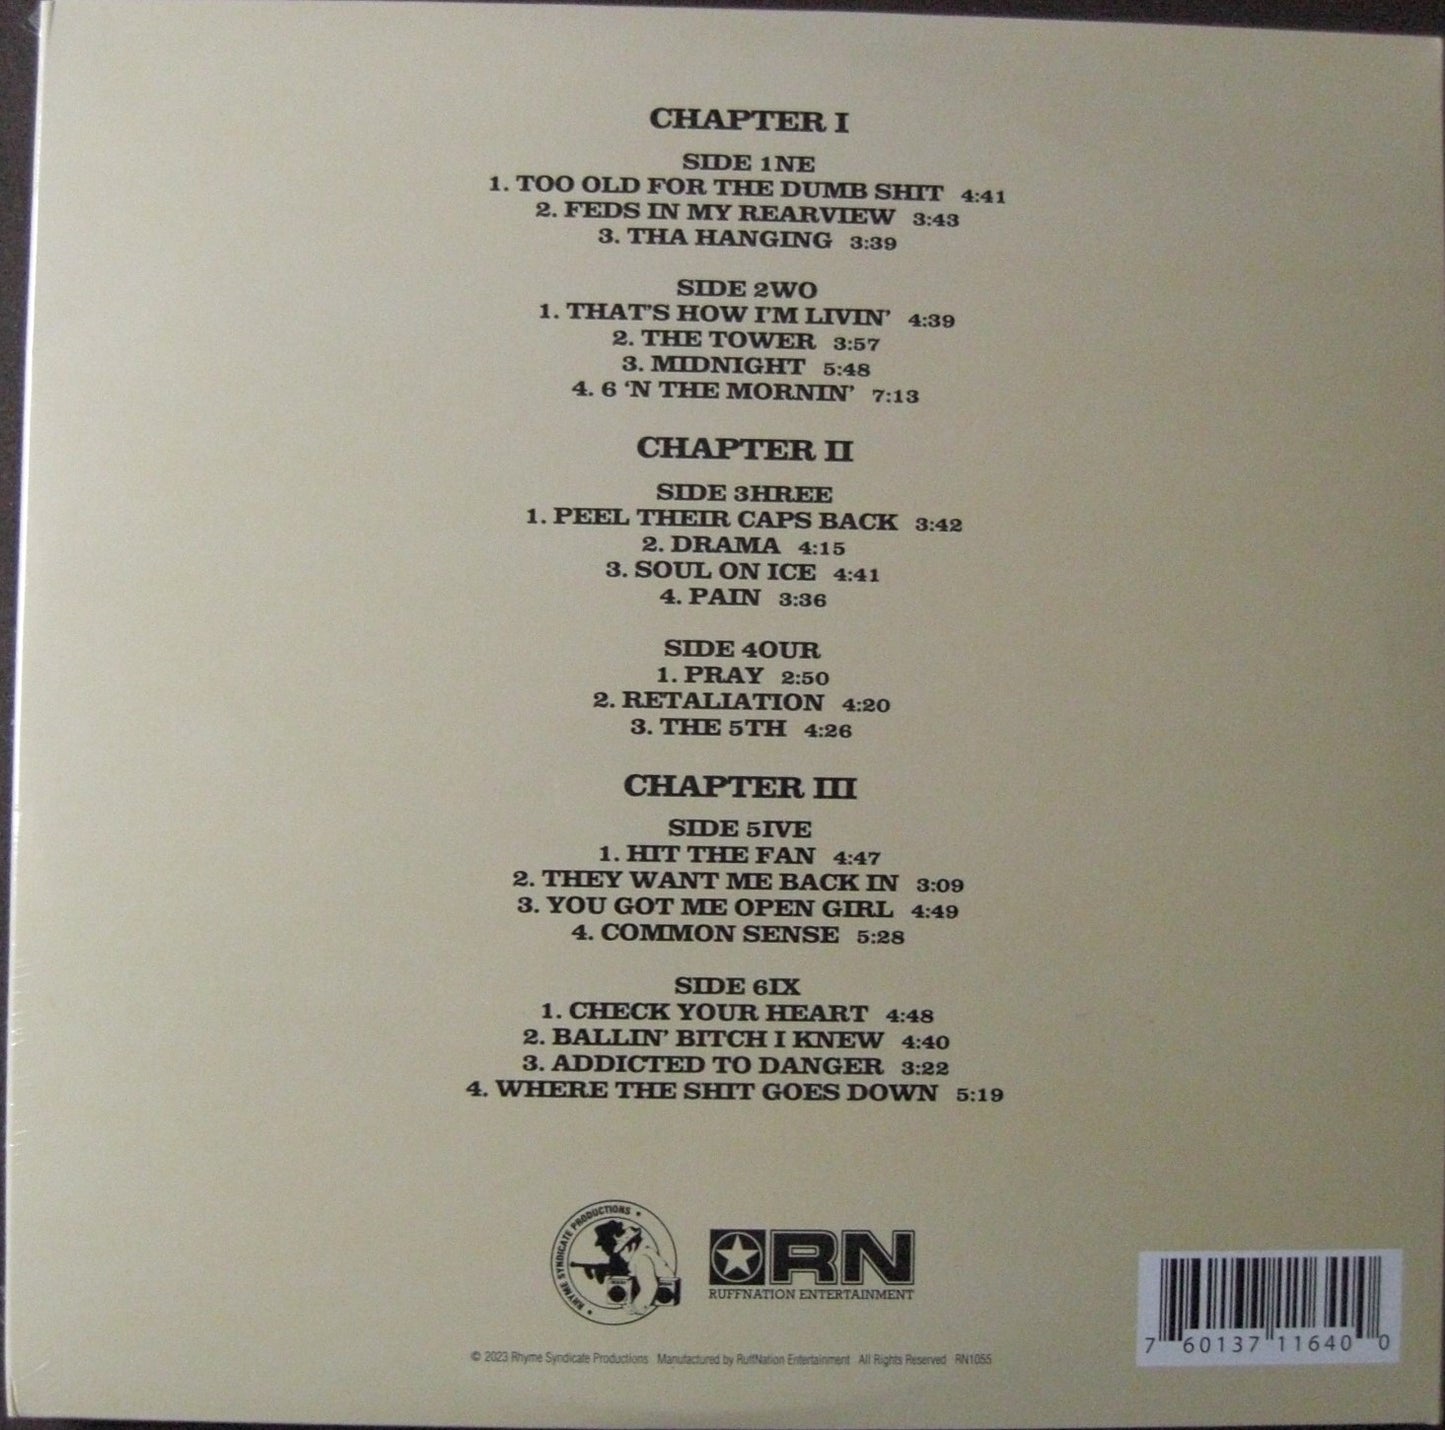 CHAPTER I
SIDE 1NE
1. TOO OLD FOR THE DUMB SHIT 4:41
2. FEDS IN MY REARVIEW 3:43
3. THA HANGING 3:39
SIDE 2WO
1. THAT'S HOW I'M LIVIN' 4:39
2. THE TOWER 3:57
3. MIDNIGHT 5:48
4. 6 'N THE MORNIN' 7:13
CHAPTER II
SIDE 3HREE
1. PEEL THEIR CAPS BACK 3:42
2. DRAMA 4:15
3. SOUL ON ICE 4:41
4. PAIN 3:36
SIDE 4OUR
1. PRAY 2:50
2. RETALIATION 4:20
3. THE 5TH 4:26
CHAPTER III
SIDE 5IVE
1. HIT THE FAN 4:47
2. THEY WANT ME BACK IN 3:09
3. YOU GOT ME OPEN GIRL 4:49
4. COMMON SENSE 5:28
SIDE 6IX
1. CHECK YOUR HEART 4:48
2. BALLIN' BITCH I KNEW 4:40
3. ADDICTED TO DANGER 3:22
4. WHERE THE SHIT GOES DOWN 5:19
RHYME SYNDICATE PRODUCTIONS
RN
RUFFNATION ENTERTAINMENT
© 2023 Rhyme Syndicate Productions Manufactured by RuffNation Entertainment All Rights Reserved RN1055
7 60137 11640 0